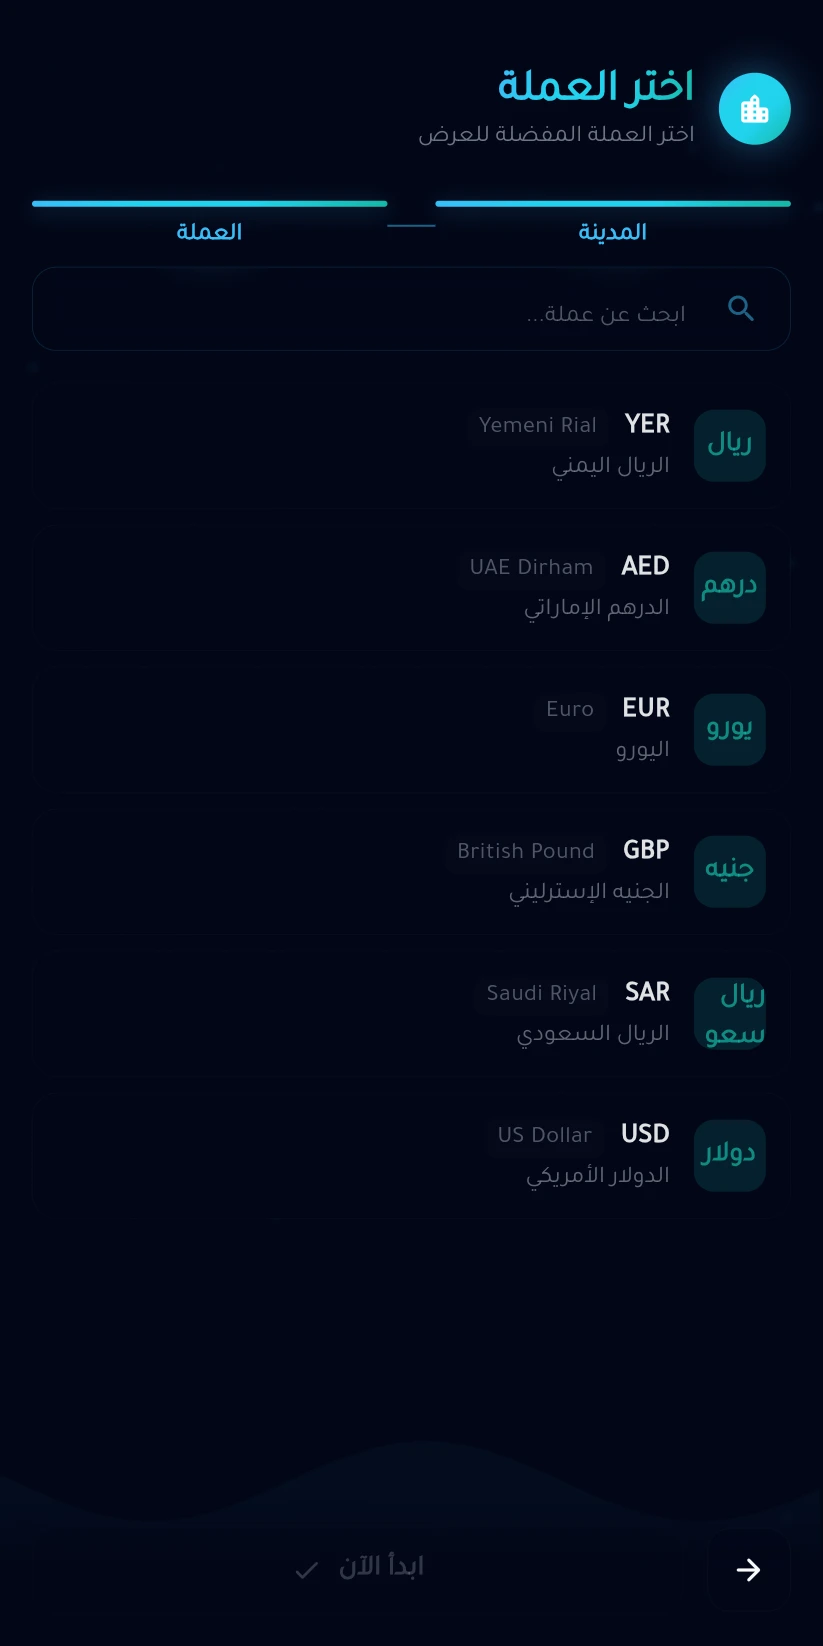 اختر العملة
اختر العملة المفضلة للعرض
المدينة
العملة
ابحث عن عملة...
ريال
YER Yemeni Rial
الريال اليمني
درهم
AED UAE Dirham
الدرهم الإماراتي
يورو
EUR Euro
اليورو
جنيه
GBP British Pound
الجنيه الإسترليني
ريال
سعو
SAR Saudi Riyal
الريال السعودي
دولار
USD US Dollar
الدولار الأمريكي
ابدأ الآن